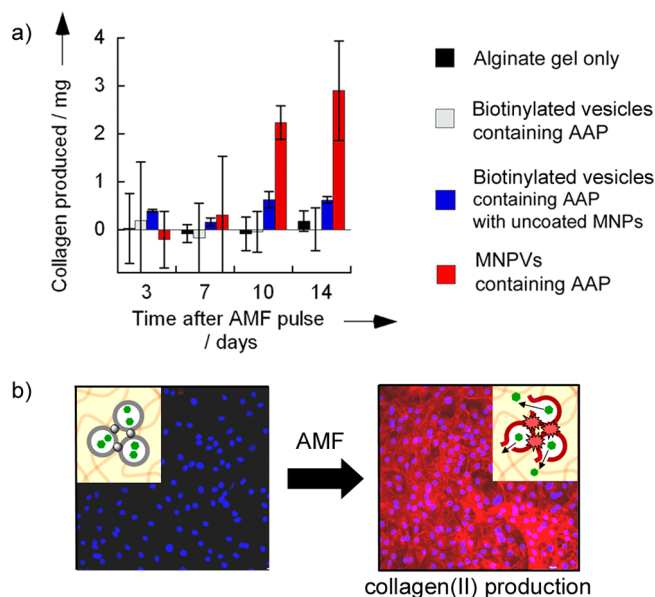 a)
Collagen produced / mg
4
3
2
1
0
3 7 10 14
Time after AMF pulse
/ days
Alginate gel only
Biotinylated vesicles
containing AAP
Biotinylated vesicles
containing AAP
with uncoated MNPs
MNPVs
containing AAP
b)
AMF
collagen(II) production